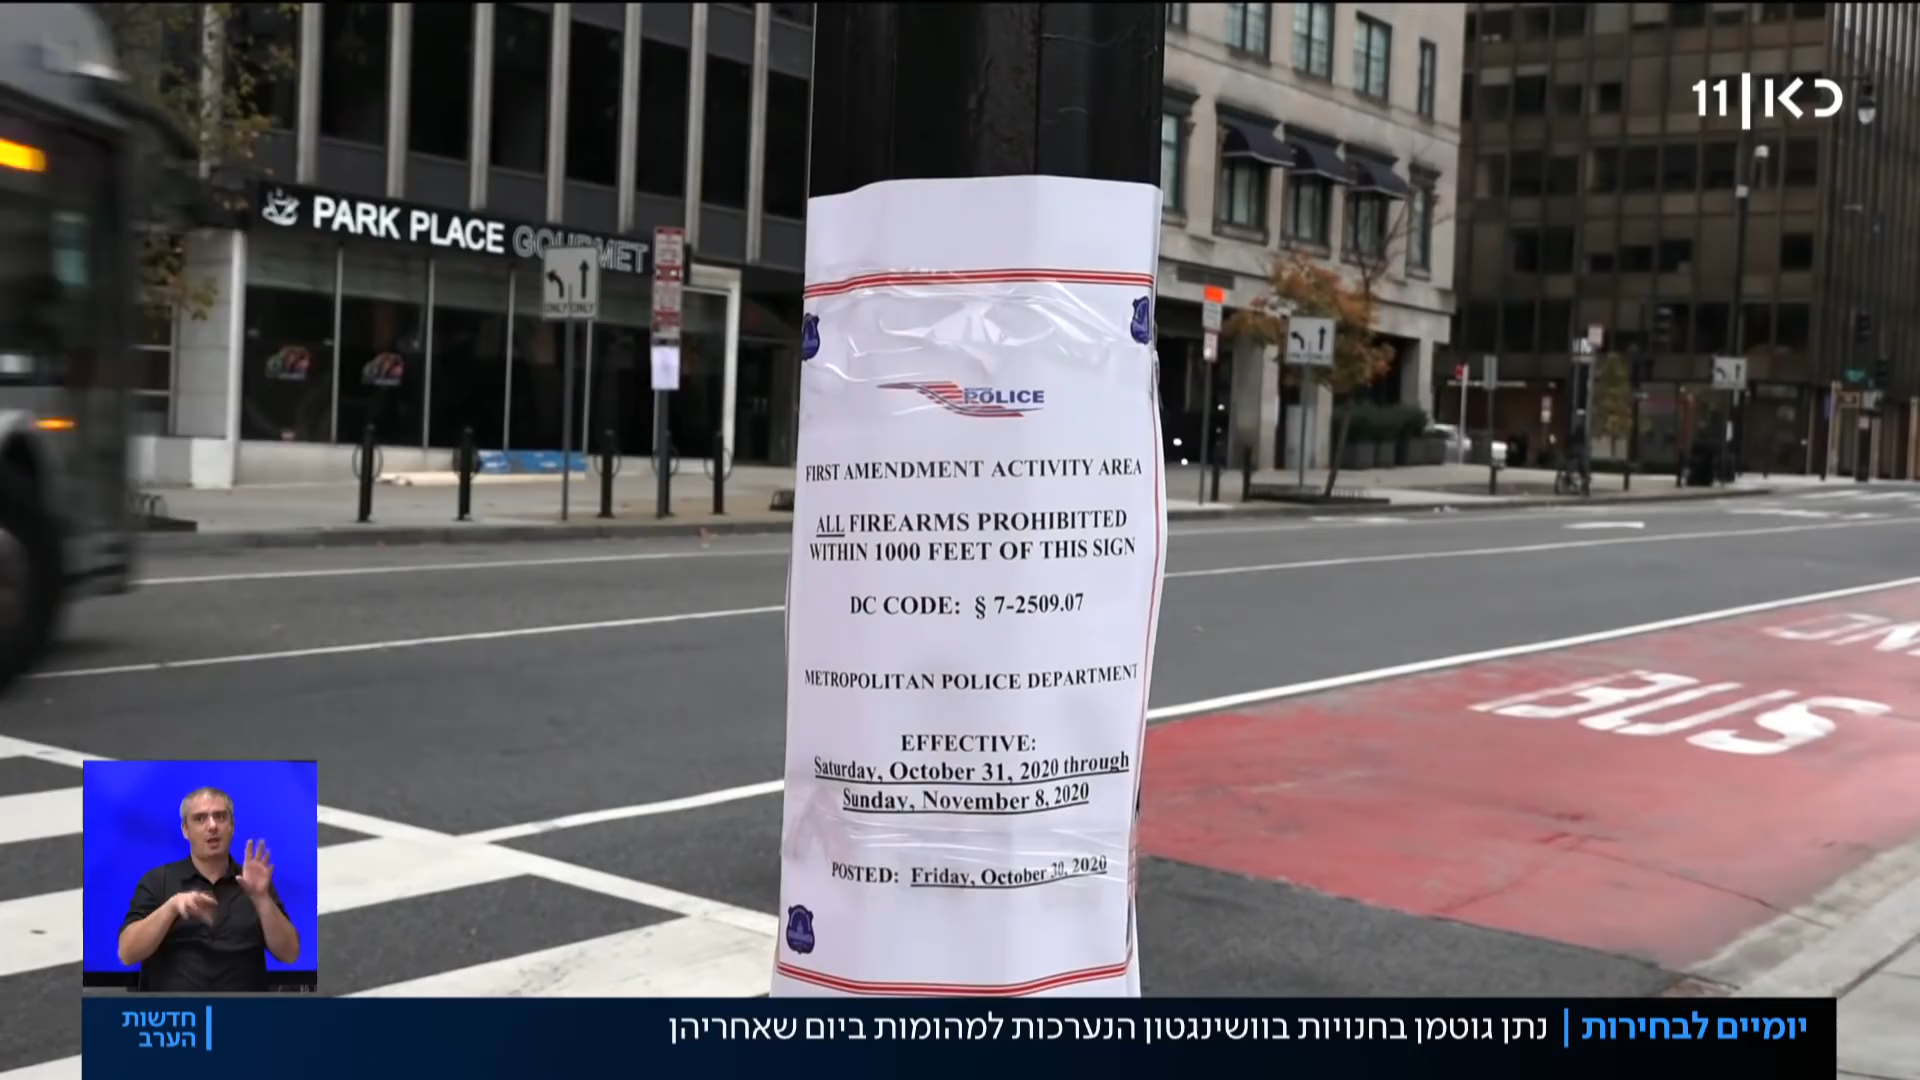 כאן 11
PARK PLACE GOURMET
ONLY ONLY
POLICE
FIRST AMENDMENT ACTIVITY AREA
ALL FIREARMS PROHIBITTED
WITHIN 1000 FEET OF THIS SIGN
DC CODE: § 7-2509.07
METROPOLITAN POLICE DEPARTMENT
EFFECTIVE:
Saturday, October 31, 2020 through
Sunday, November 8, 2020
POSTED: Friday, October 30, 2020
BUS
יומיים לבחירות | נתן גוטמן בחנויות בוושינגטון הנערכות למהומות ביום שאחריהן
חדשות
הערב